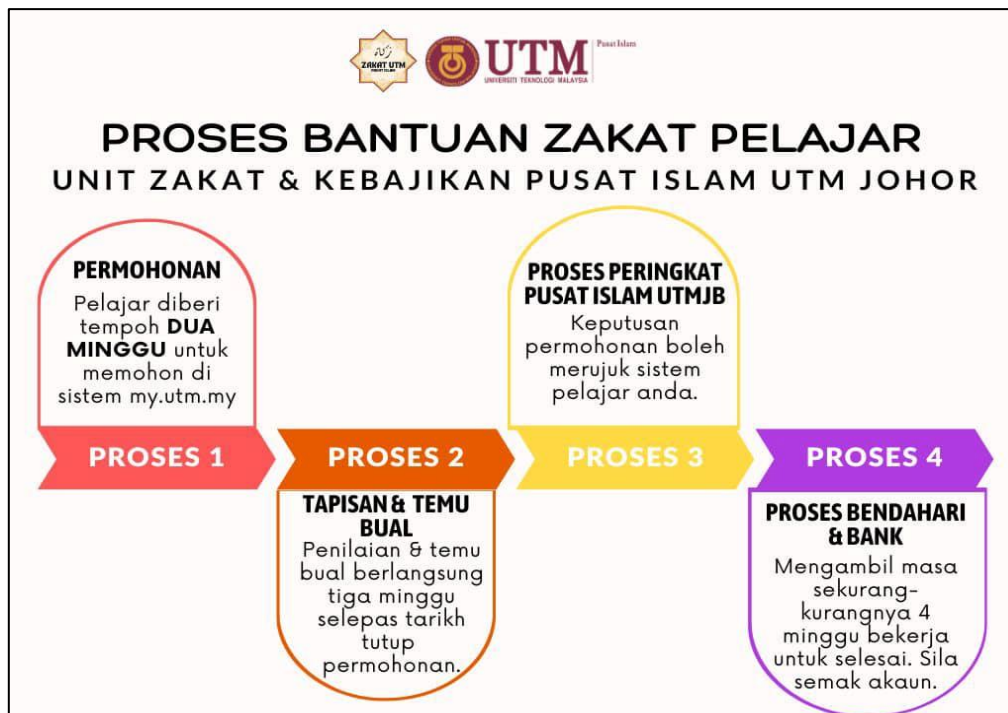 زكاة
ZAKAT UTM
PUSAT ISLAM
UTM
UNIVERSITI TEKNOLOGI MALAYSIA
Pusat Islam
PROSES BANTUAN ZAKAT PELAJAR
UNIT ZAKAT & KEBAJIKAN PUSAT ISLAM UTM JOHOR
PERMOHONAN
Pelajar diberi
tempoh DUA
MINGGU untuk
memohon di
sistem my.utm.my
PROSES 1
PROSES 2
TAPISAN & TEMU
BUAL
Penilaian & temu
bual berlangsung
tiga minggu
selepas tarikh
tutup
permohonan.
PROSES PERINGKAT
PUSAT ISLAM UTMJB
Keputusan
permohonan boleh
merujuk sistem
pelajar anda.
PROSES 3
PROSES 4
PROSES BENDAHARI
& BANK
Mengambil masa
sekurang-
kurangnya 4
minggu bekerja
untuk selesai. Sila
semak akaun.